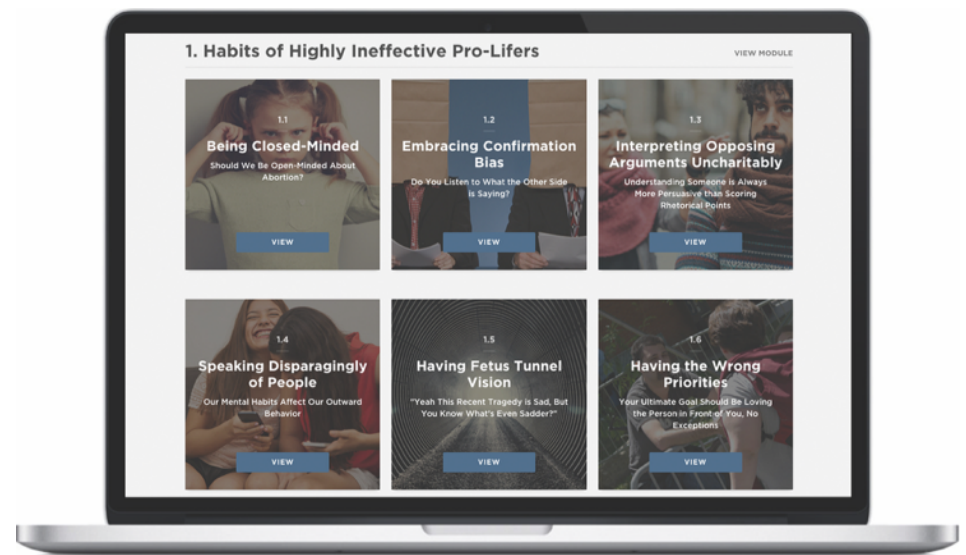 1. Habits of Highly Ineffective Pro-Lifers
VIEW MODULE
1.1
Being Closed-Minded
Should We Be Open-Minded About
Abortion?
VIEW
1.2
Embracing Confirmation
Bias
Do You Listen to What the Other Side
is Saying?
VIEW
1.3
Interpreting Opposing
Arguments Uncharitably
Understanding Someone is Always
More Persuasive than Scoring
Rhetorical Points
VIEW
1.4
Speaking Disparagingly
of People
Our Mental Habits Affect Our Outward
Behavior
VIEW
1.5
Having Fetus Tunnel
Vision
"Yeah This Recent Tragedy is Sad, But
You Know What's Even Sadder?"
VIEW
1.6
Having the Wrong
Priorities
Your Ultimate Goal Should Be Loving
the Person in Front of You, No
Exceptions
VIEW